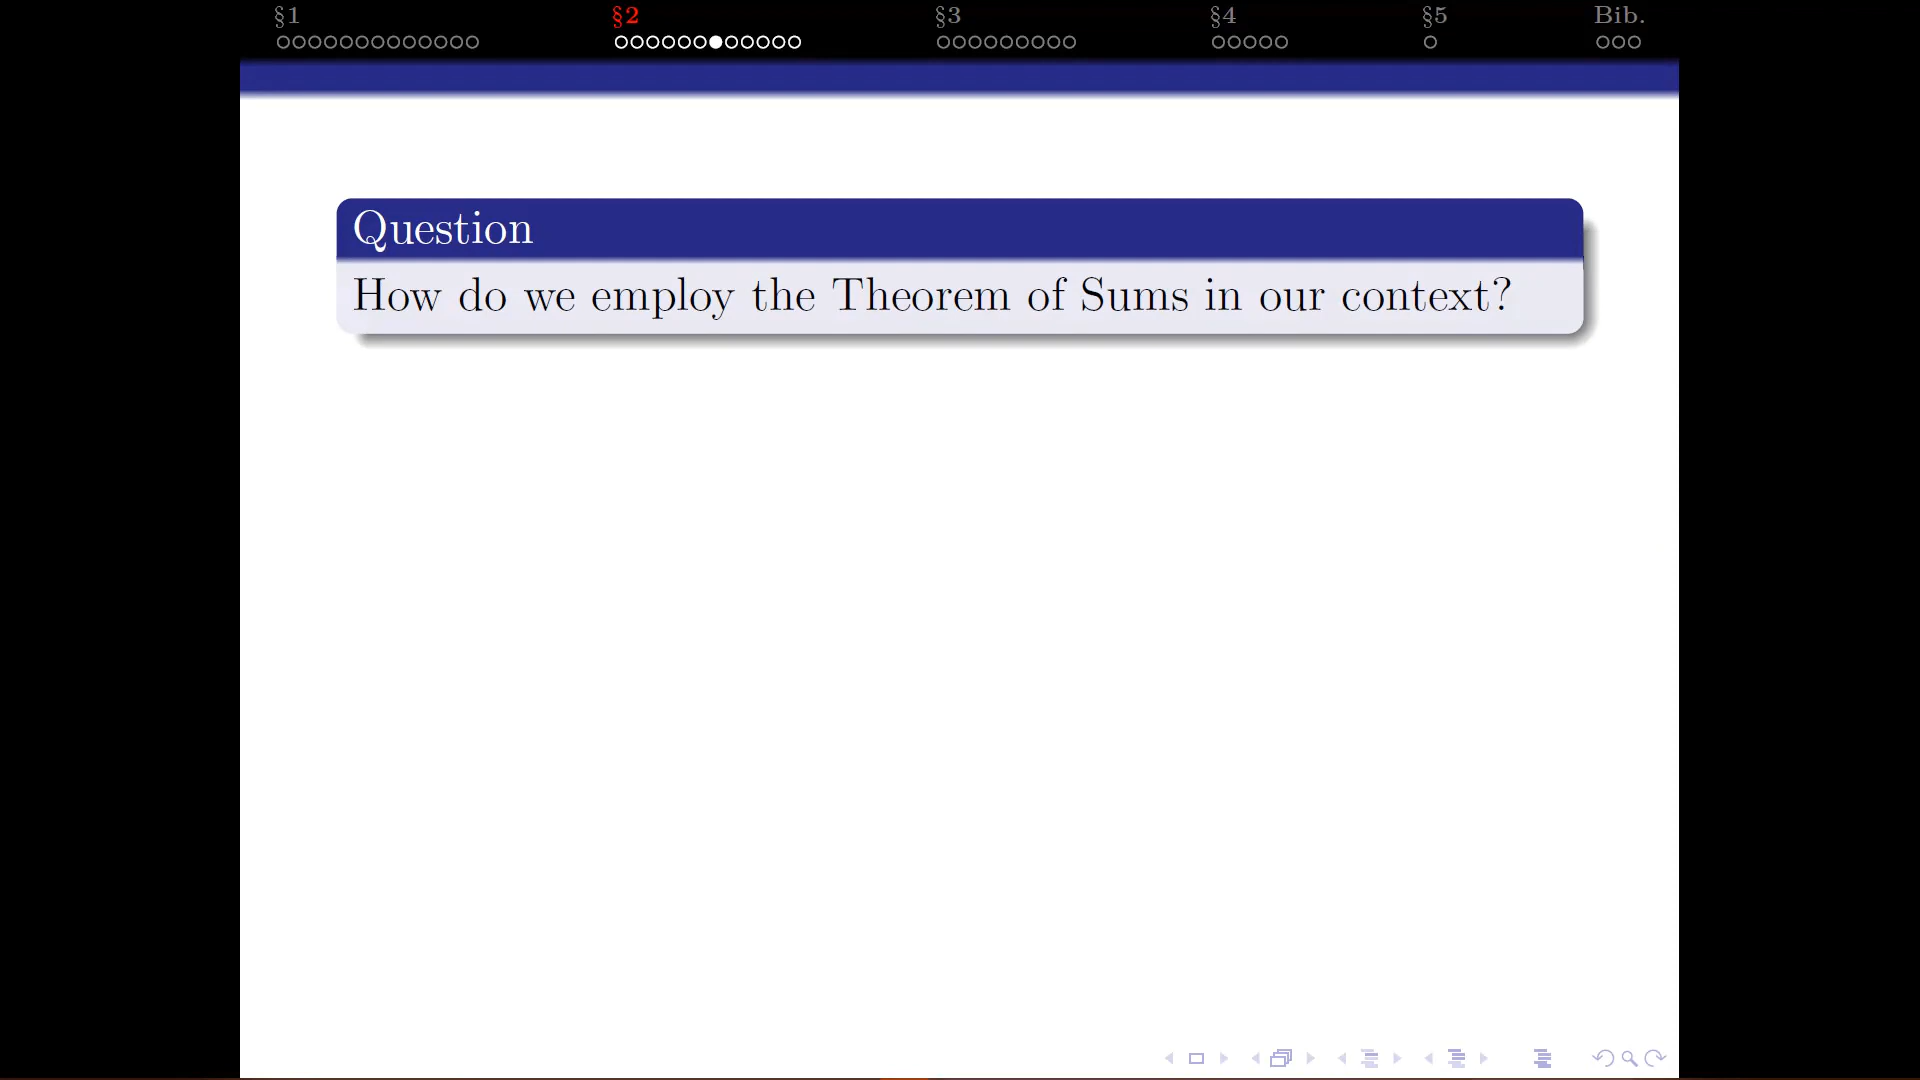 §1 §2 §3 §4 §5 Bib.
Question
How do we employ the Theorem of Sums in our context?